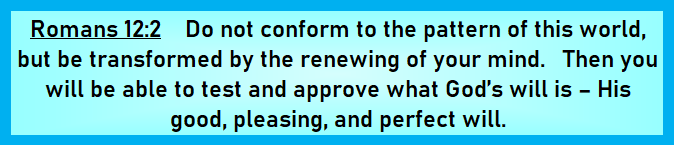 Romans 12:2 Do not conform to the pattern of this world,
but be transformed by the renewing of your mind. Then you
will be able to test and approve what God's will is – His
good, pleasing, and perfect will.